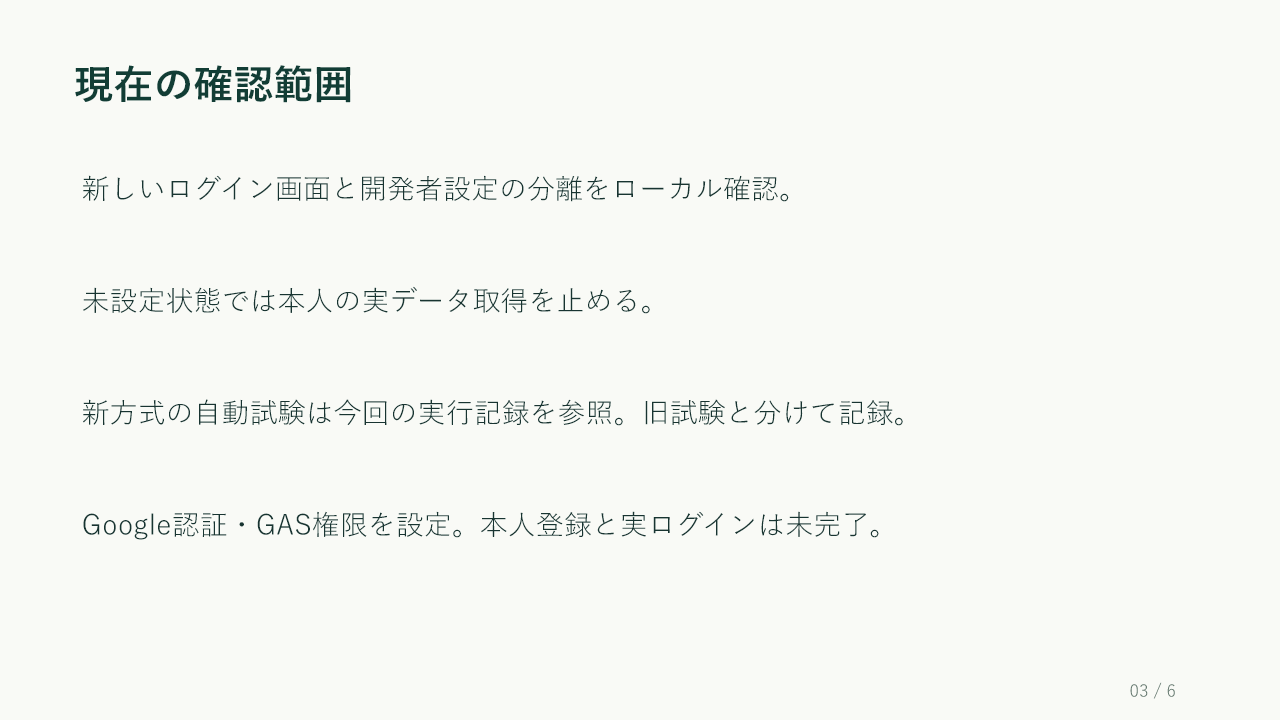 現在の確認範囲
新しいログイン画面と開発者設定の分離をローカル確認。
未設定状態では本人の実データ取得を止める。
新方式の自動試験は今回の実行記録を参照。旧試験と分けて記録。
Google認証・GAS権限を設定。本人登録と実ログインは未完了。
03 / 6